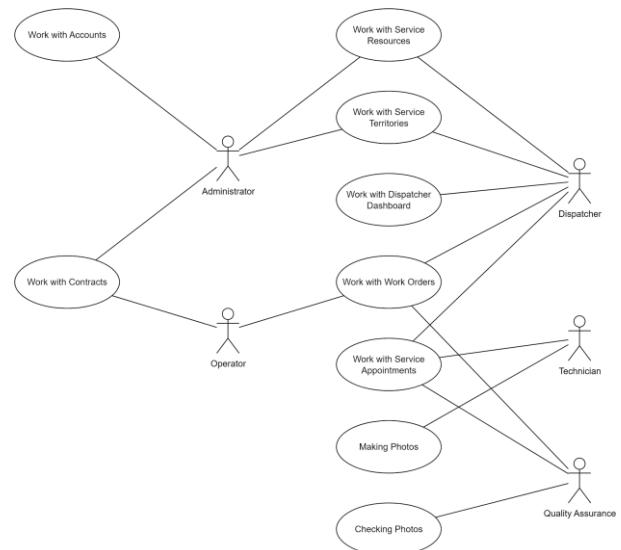 Work with Accounts
Work with Service
Resources
Work with Service
Territories
Administrator
Work with Dispatcher
Dashboard
Dispatcher
Work with Contracts
Work with Work Orders
Operator
Work with Service
Appointments
Technician
Making Photos
Quality Assurance
Checking Photos